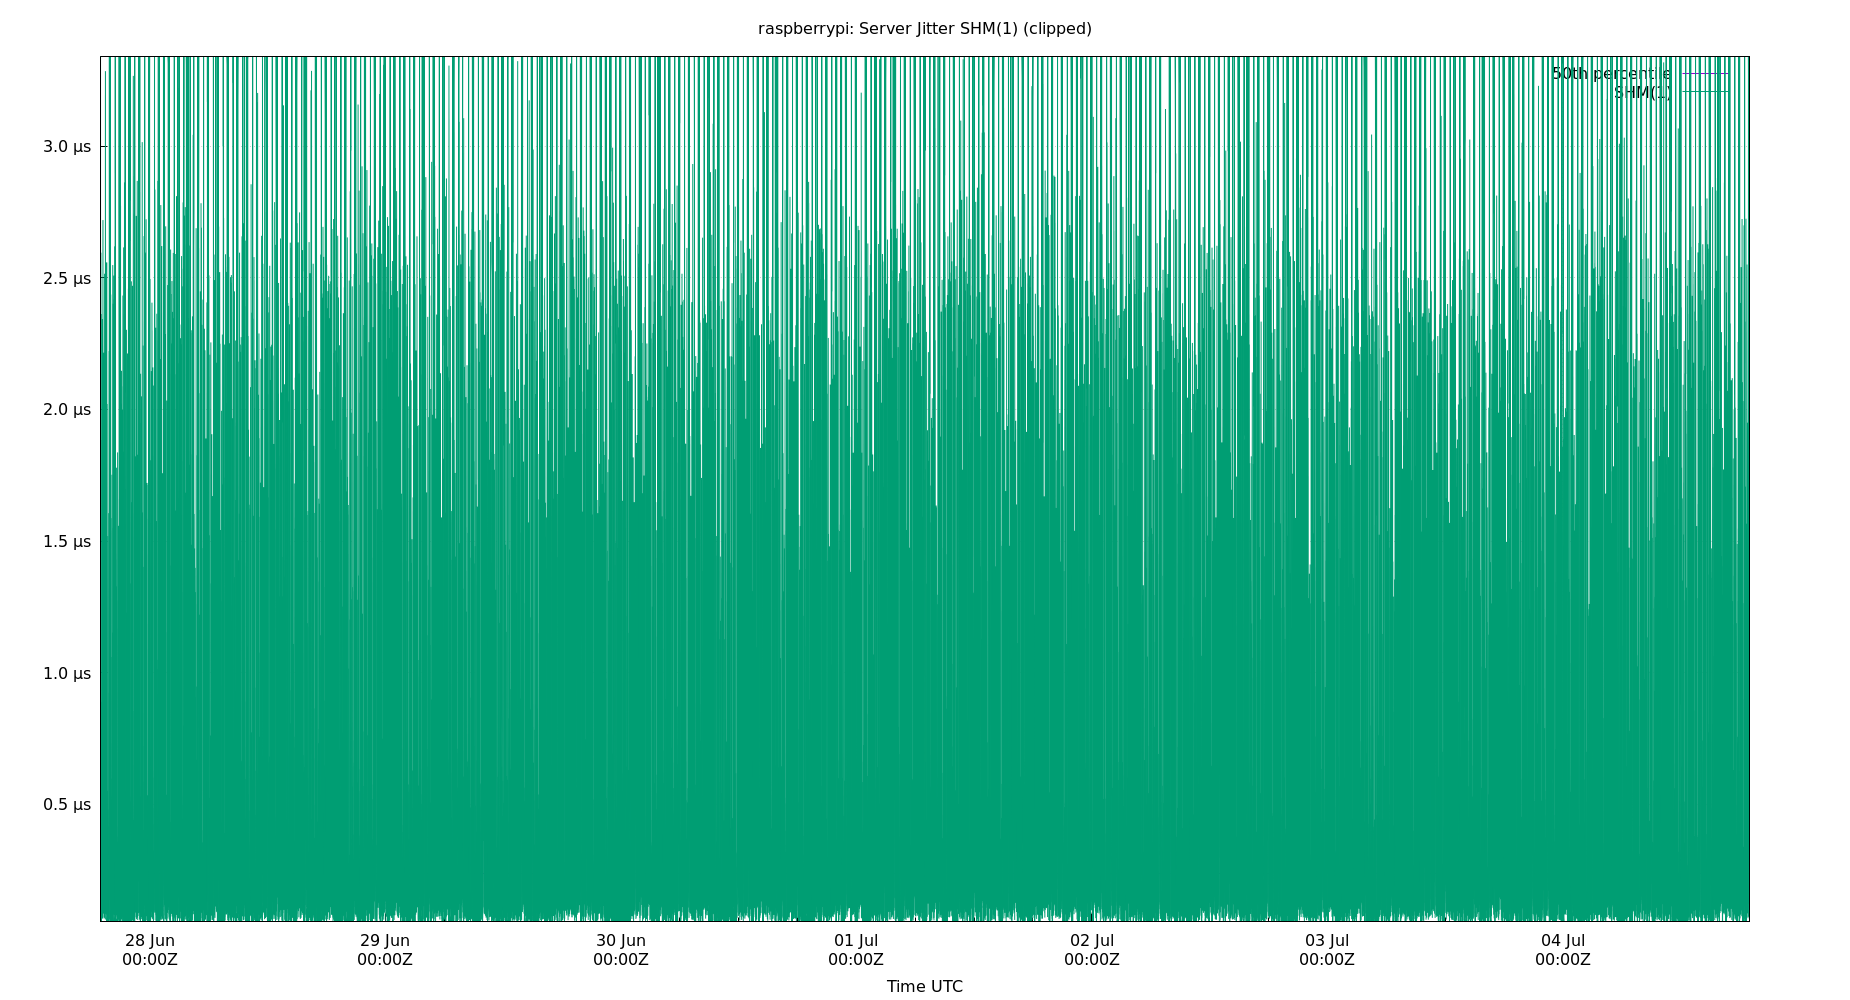 raspberrypi: Server Jitter SHM(1) (clipped)
50th percentile
SHM(1)
3.0 µs
2.5 µs
2.0 µs
1.5 µs
1.0 µs
0.5 µs
28 Jun 29 Jun 30 Jun 01 Jul 02 Jul 03 Jul 04 Jul
00:00Z 00:00Z 00:00Z 00:00Z 00:00Z 00:00Z 00:00Z
Time UTC